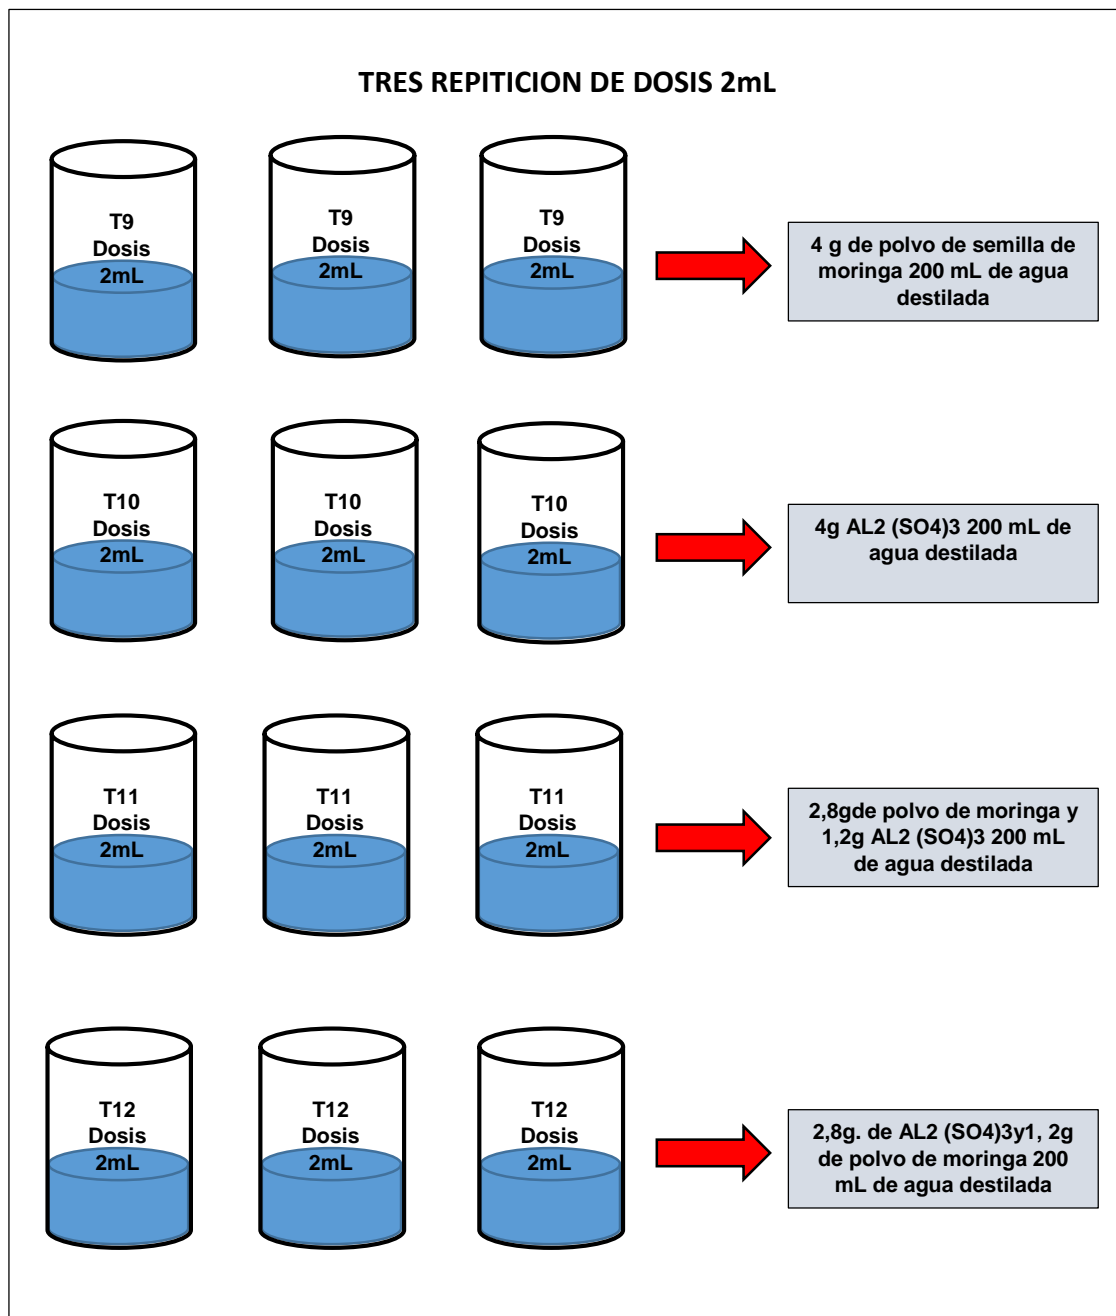 TRES REPITICION DE DOSIS 2mL
T9
Dosis
2mL
T9
Dosis
2mL
T9
Dosis
2mL
4 g de polvo de semilla de
moringa 200 mL de agua
destilada
T10
Dosis
2mL
T10
Dosis
2mL
T10
Dosis
2mL
4g AL2 (SO4)3 200 mL de
agua destilada
T11
Dosis
2mL
T11
Dosis
2mL
T11
Dosis
2mL
2,8gde polvo de moringa y
1,2g AL2 (SO4)3 200 mL
de agua destilada
T12
Dosis
2mL
T12
Dosis
2mL
T12
Dosis
2mL
2,8g. de AL2 (SO4)3y1, 2g
de polvo de moringa 200
mL de agua destilada